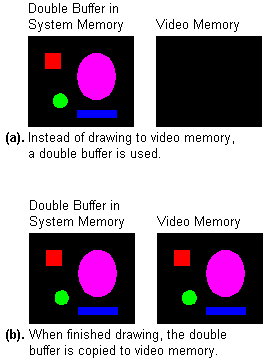 Double Buffer in
System Memory
Video Memory
(a). Instead of drawing to video memory,
a double buffer is used.
Double Buffer in
System Memory
Video Memory
(b). When finished drawing, the double
buffer is copied to video memory.